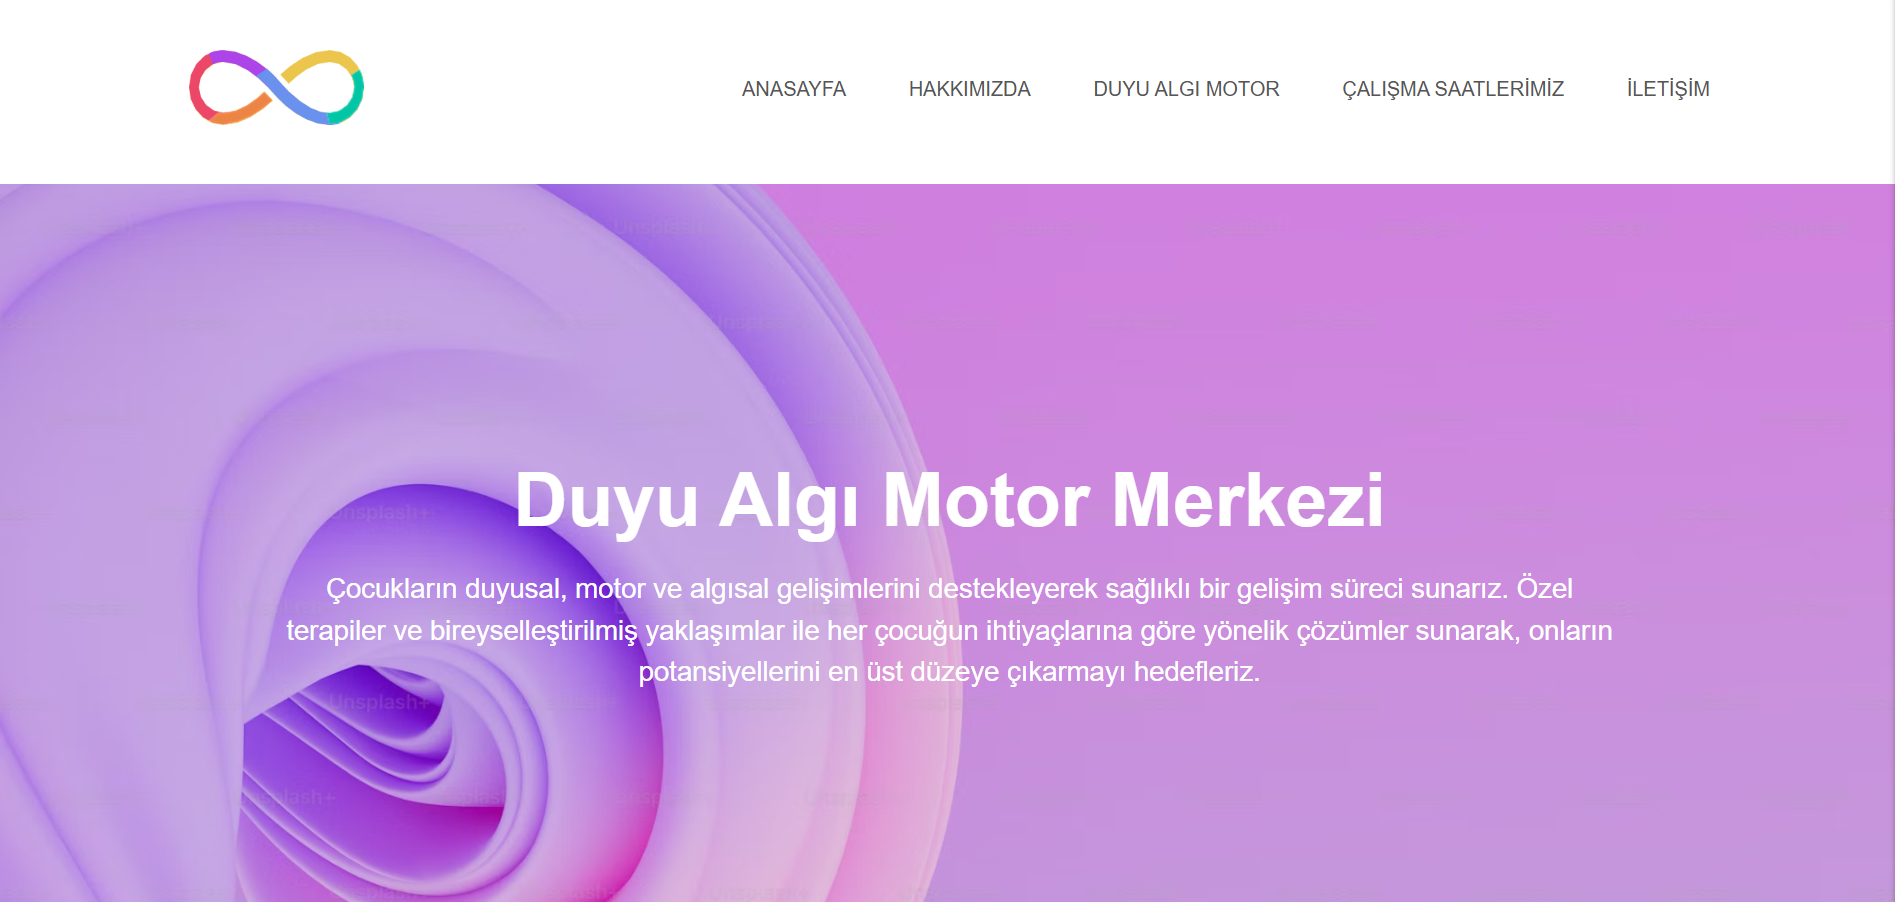 ANASAYFA HAKKIMIZDA DUYU ALGI MOTOR ÇALIŞMA SAATLERİMİZ İLETİŞİM
Duyu Algı Motor Merkezi
Çocukların duyusal, motor ve algısal gelişimlerini destekleyerek sağlıklı bir gelişim süreci sunarız. Özel
terapiler ve bireyselleştirilmiş yaklaşımlar ile her çocuğun ihtiyaçlarına göre yönelik çözümler sunarak, onların
potansiyellerini en üst düzeye çıkarmayı hedefleriz.
Unsplash+